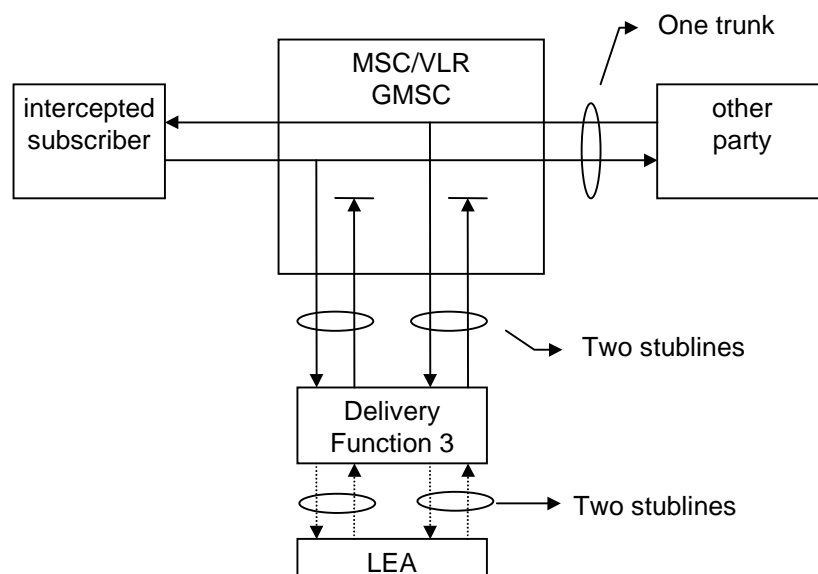 One trunk
MSC/VLR
GMSC
intercepted
subscriber
other
party
Two stublines
Delivery
Function 3
Two stublines
LEA